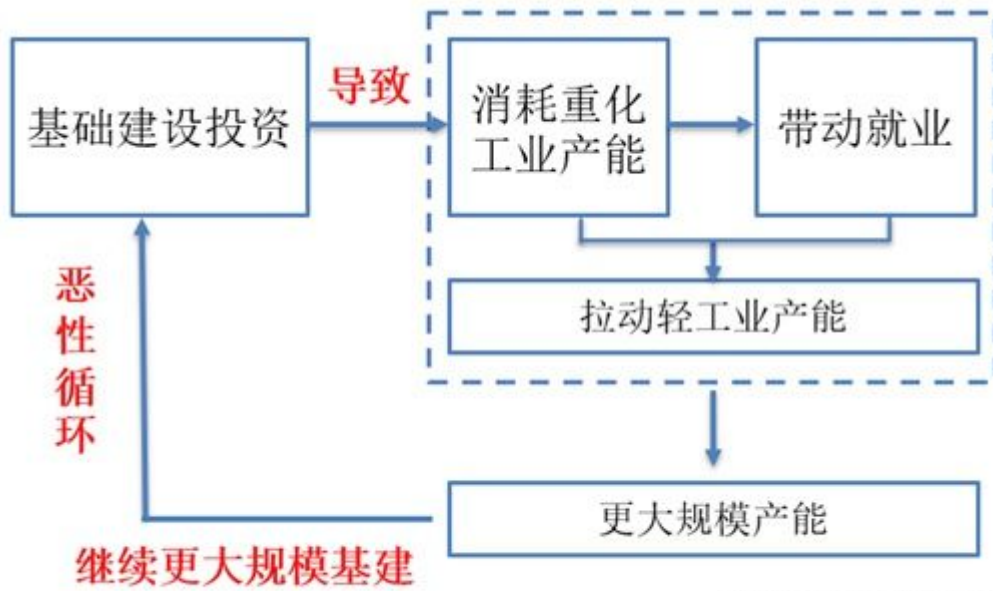 基础建设投资
导致
消耗重化
工业产能
带动就业
拉动轻工业产能
更大规模产能
继续更大规模基建
恶
性
循
环